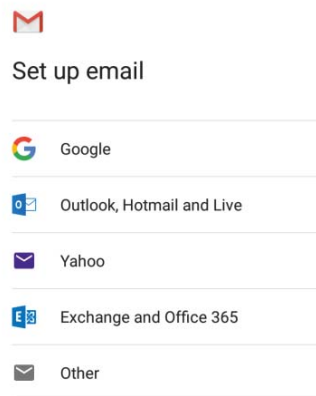 Set up email
Google
Outlook, Hotmail and Live
Yahoo
Exchange and Office 365
Other